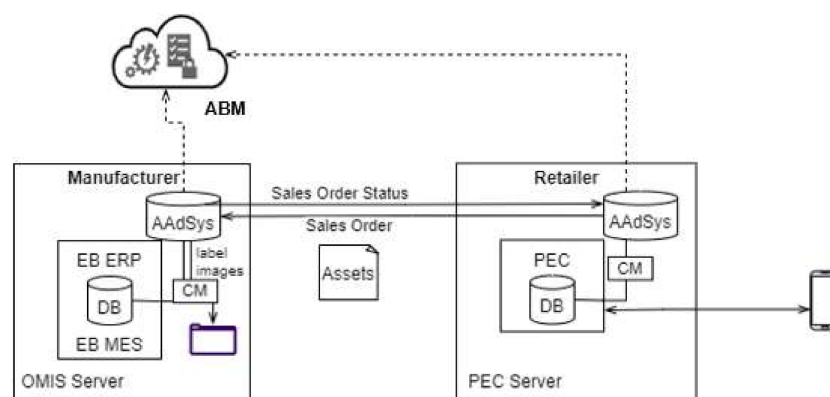 ABM
Manufacturer
Retailer
Sales Order Status
AAdSys
AAdSys
Sales Order
label
images
EB ERP
PEC
CM
Assets
CM
DB
DB
EB MES
OMIS Server
PEC Server